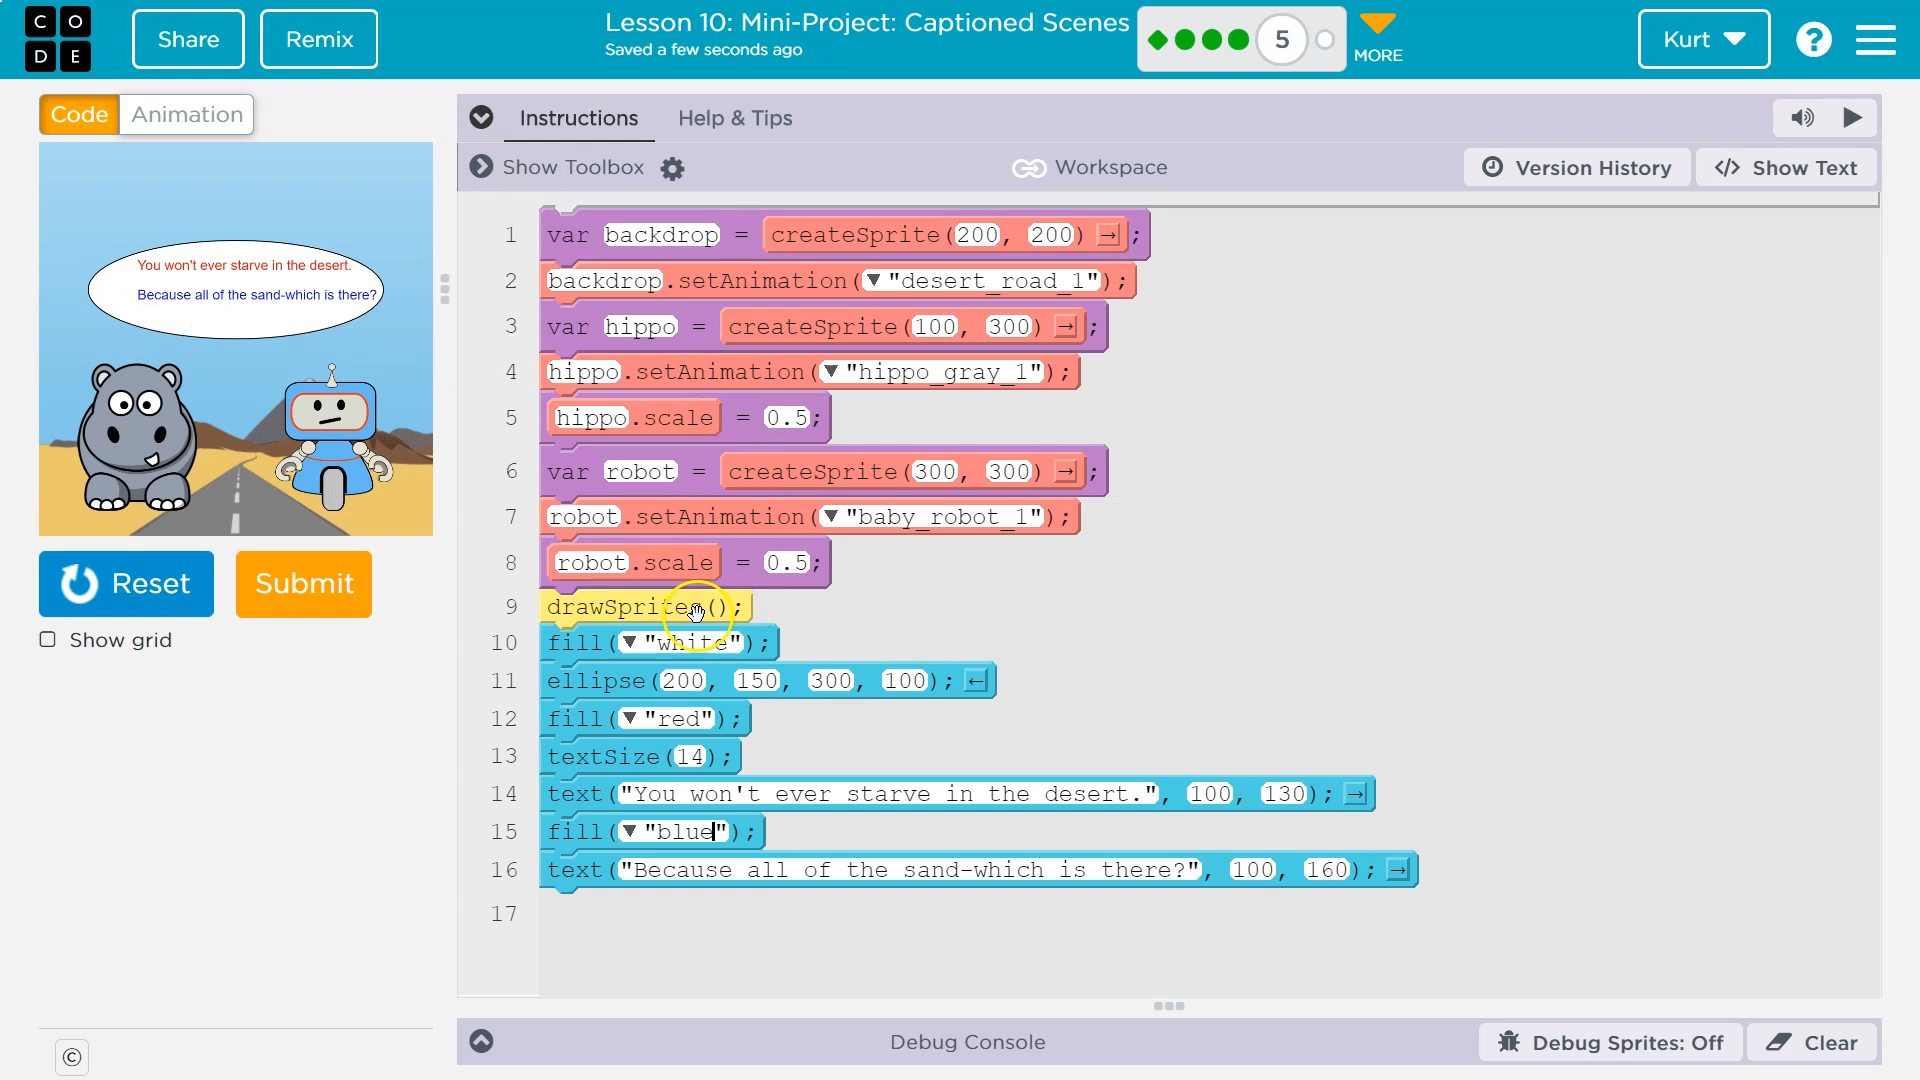 CODE
Share
Remix
Lesson 10: Mini-Project: Captioned Scenes
Saved a few seconds ago
5
MORE
Kurt
?
Code
Animation
You won't ever starve in the desert.
Because all of the sand-which is there?
Reset
Submit
Show grid
©
Instructions
Help & Tips
Show Toolbox
Workspace
Version History
</> Show Text
1 var backdrop = createSprite(200, 200) → ;
2 backdrop.setAnimation(▼ "desert_road_1");
3 var hippo = createSprite(100, 300) → ;
4 hippo.setAnimation(▼ "hippo_gray_1");
5 hippo.scale = 0.5;
6 var robot = createSprite(300, 300) → ;
7 robot.setAnimation(▼ "baby_robot_1");
8 robot.scale = 0.5;
9 drawSprites();
10 fill(▼ "white");
11 ellipse(200, 150, 300, 100); ←
12 fill(▼ "red");
13 textSize(14);
14 text("You won't ever starve in the desert.", 100, 130); →
15 fill(▼ "blue");
16 text("Because all of the sand-which is there?", 100, 160); →
17
Debug Console
Debug Sprites: Off
Clear